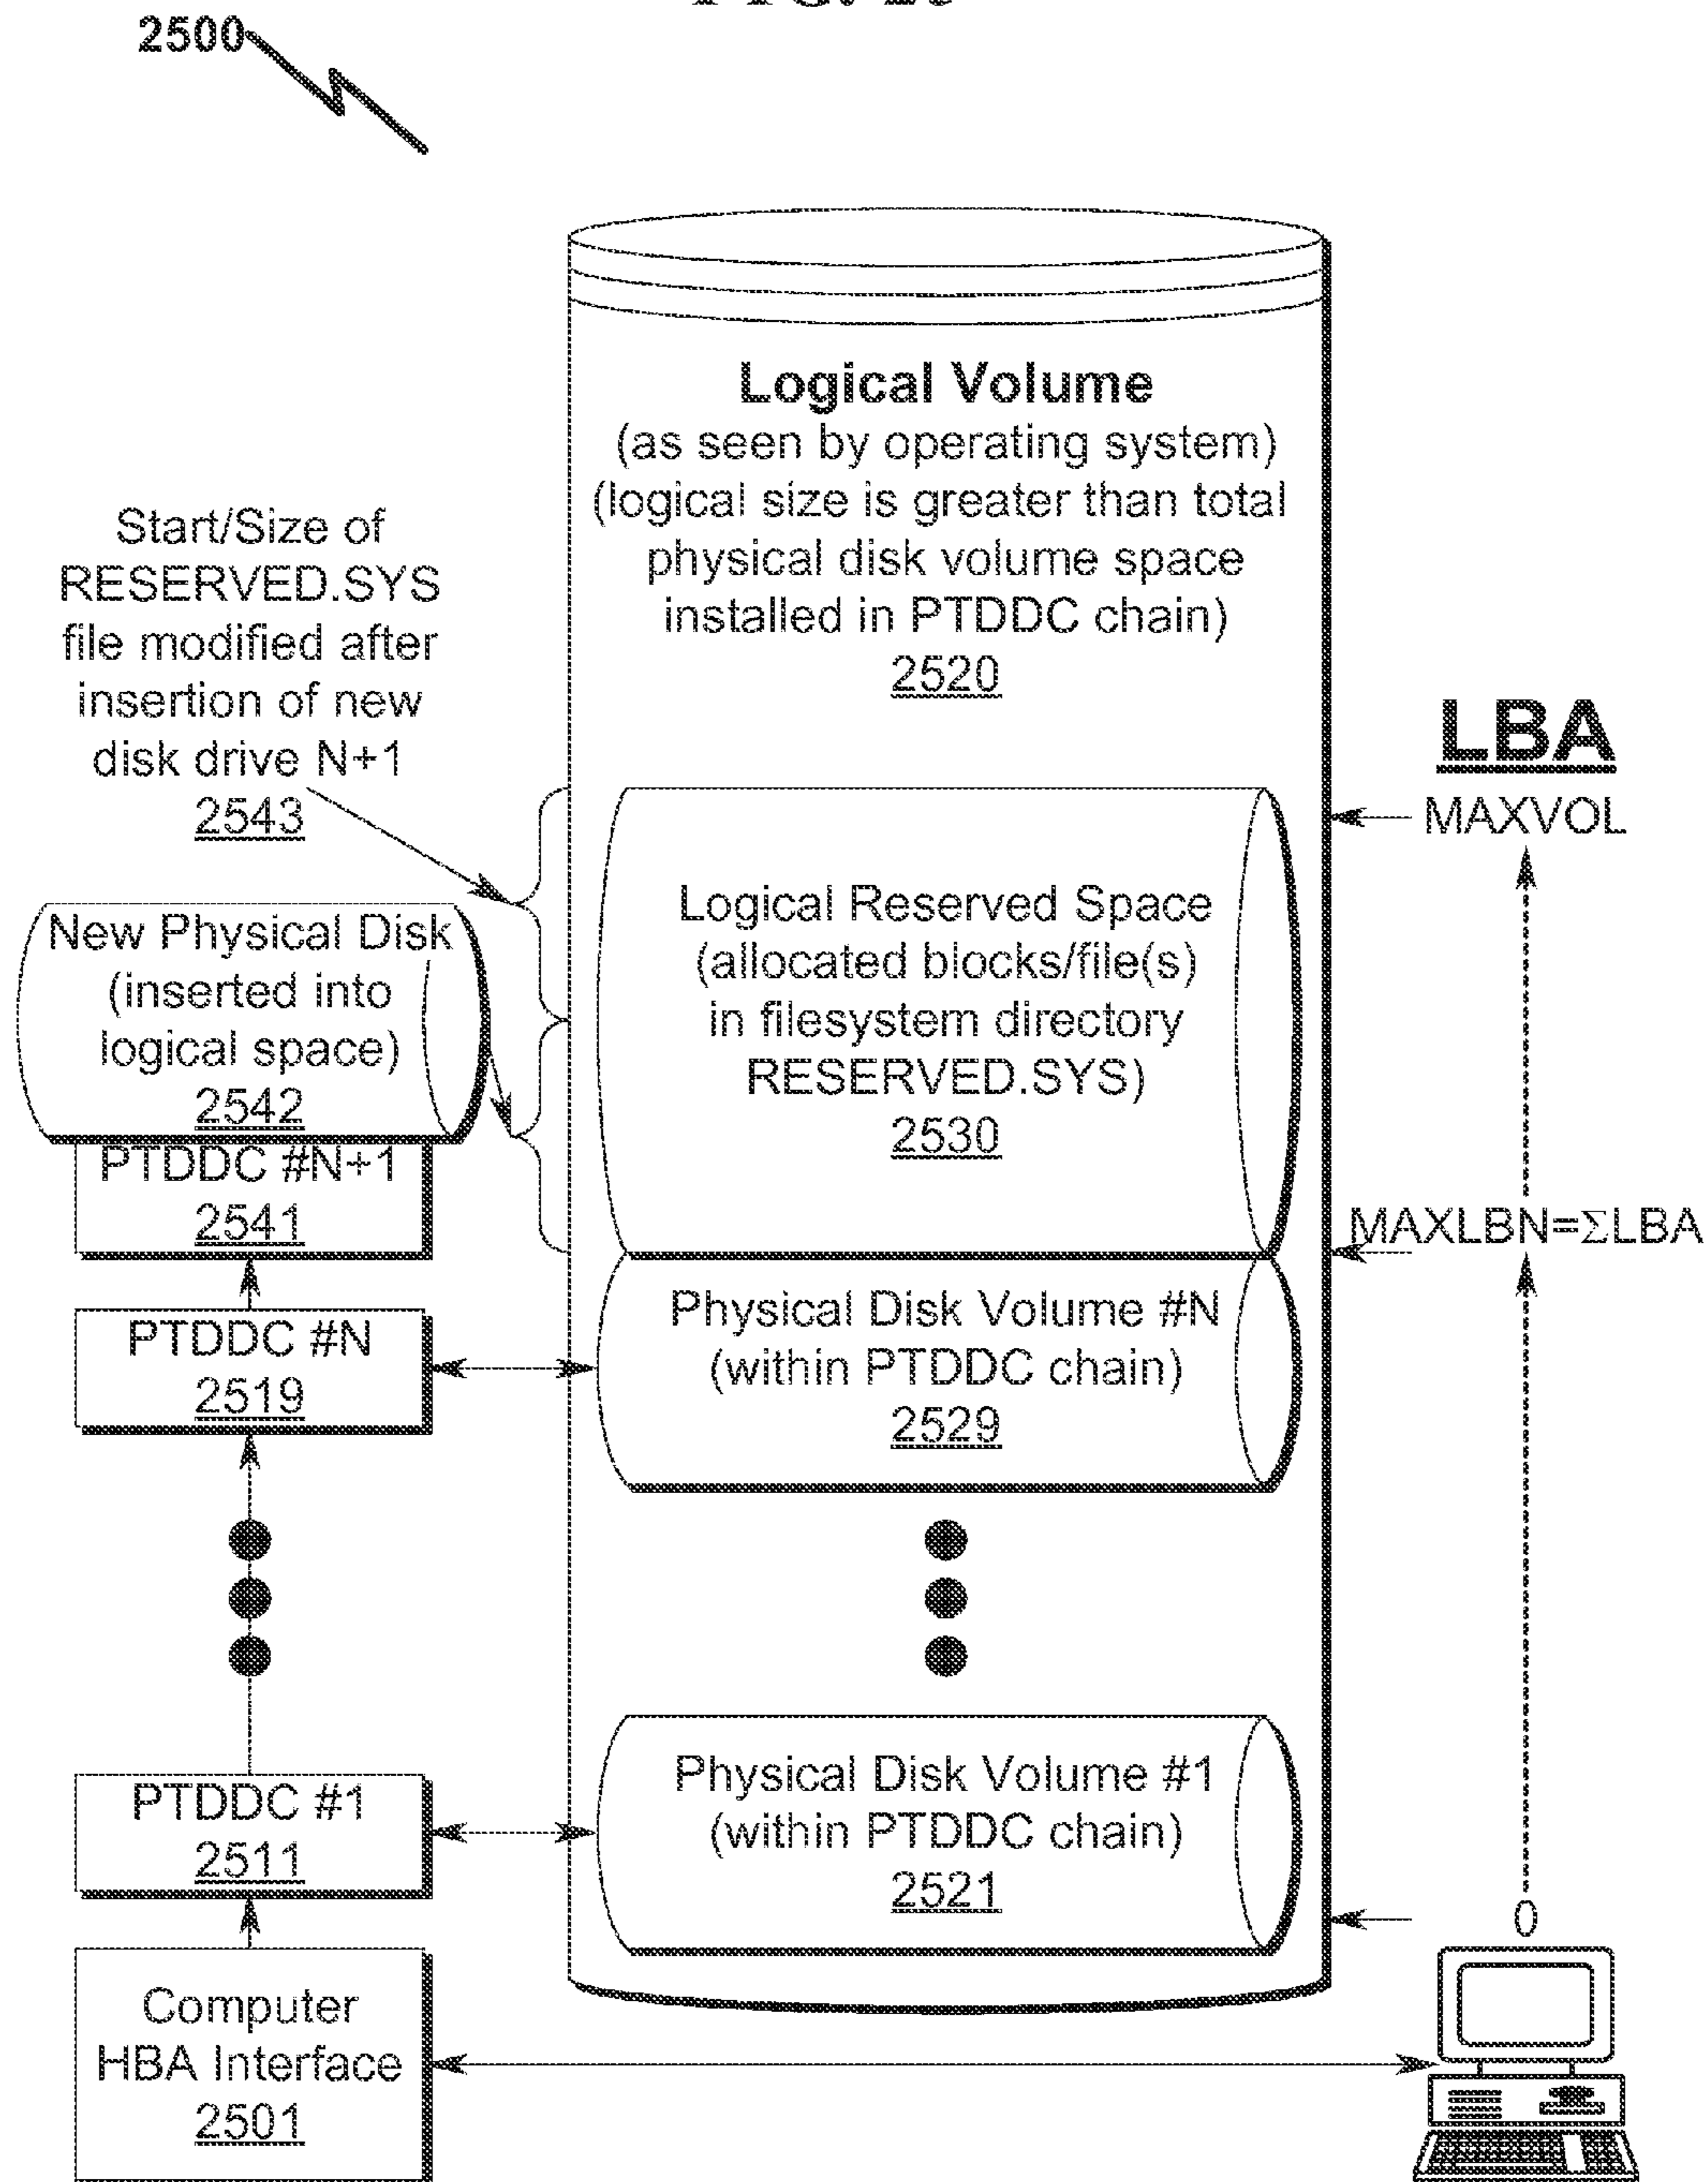 2500
Logical Volume
(as seen by operating system)
(logical size is greater than total
physical disk volume space
installed in PTDDC chain)
2520
Start/Size of
RESERVED.SYS
file modified after
insertion of new
disk drive N+1
2543
LBA
MAXVOL
New Physical Disk
(inserted into
logical space)
2542
Logical Reserved Space
(allocated blocks/file(s)
in filesystem directory
RESERVED.SYS)
2530
PTDDC #N+1
2541
MAXLBN=ΣLBA
PTDDC #N
2519
Physical Disk Volume #N
(within PTDDC chain)
2529
PTDDC #1
2511
Physical Disk Volume #1
(within PTDDC chain)
2521
0
Computer
HBA Interface
2501